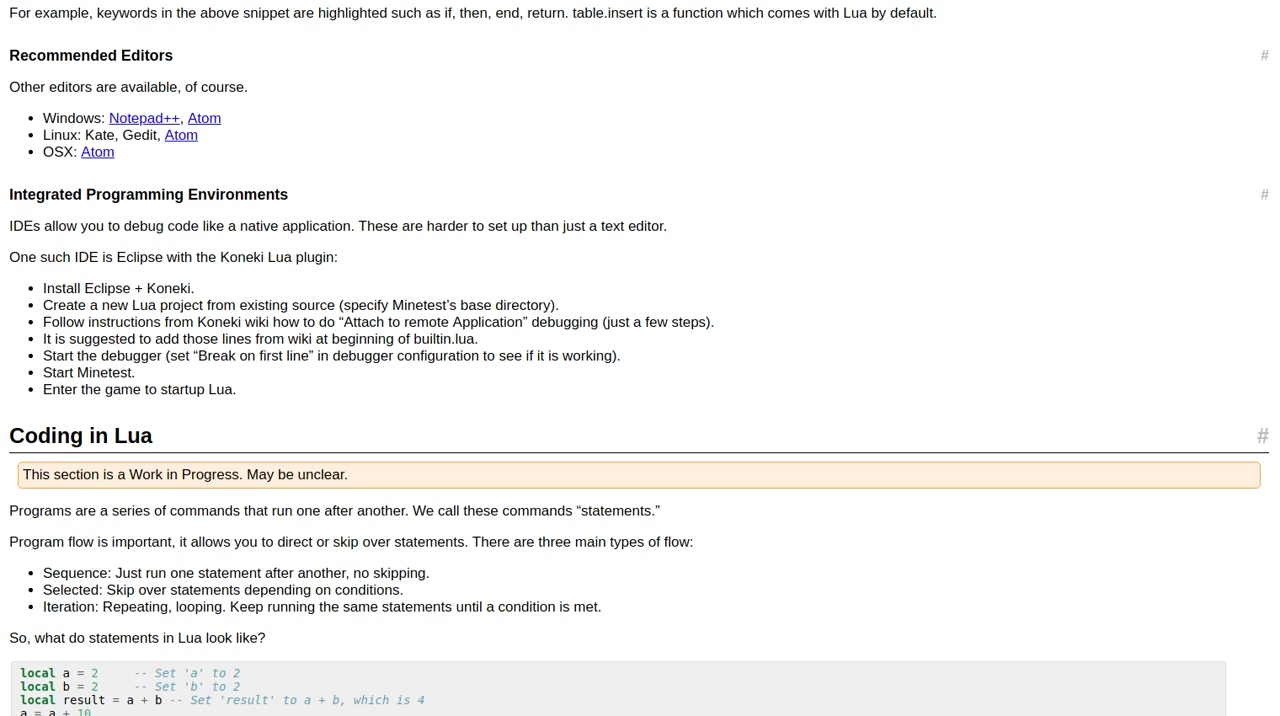 For example, keywords in the above snippet are highlighted such as if, then, end, return. table.insert is a function which comes with Lua by default.
Recommended Editors #
Other editors are available, of course.
• Windows: Notepad++, Atom
• Linux: Kate, Gedit, Atom
• OSX: Atom
Integrated Programming Environments #
IDEs allow you to debug code like a native application. These are harder to set up than just a text editor.
One such IDE is Eclipse with the Koneki Lua plugin:
• Install Eclipse + Koneki.
• Create a new Lua project from existing source (specify Minetest’s base directory).
• Follow instructions from Koneki wiki how to do “Attach to remote Application” debugging (just a few steps).
• It is suggested to add those lines from wiki at beginning of builtin.lua.
• Start the debugger (set “Break on first line” in debugger configuration to see if it is working).
• Start Minetest.
• Enter the game to startup Lua.
Coding in Lua #
This section is a Work in Progress. May be unclear.
Programs are a series of commands that run one after another. We call these commands “statements.”
Program flow is important, it allows you to direct or skip over statements. There are three main types of flow:
• Sequence: Just run one statement after another, no skipping.
• Selected: Skip over statements depending on conditions.
• Iteration: Repeating, looping. Keep running the same statements until a condition is met.
So, what do statements in Lua look like?
local a = 2     -- Set 'a' to 2
local b = 2     -- Set 'b' to 2
local result = a + b -- Set 'result' to a + b, which is 4
a = a + 10